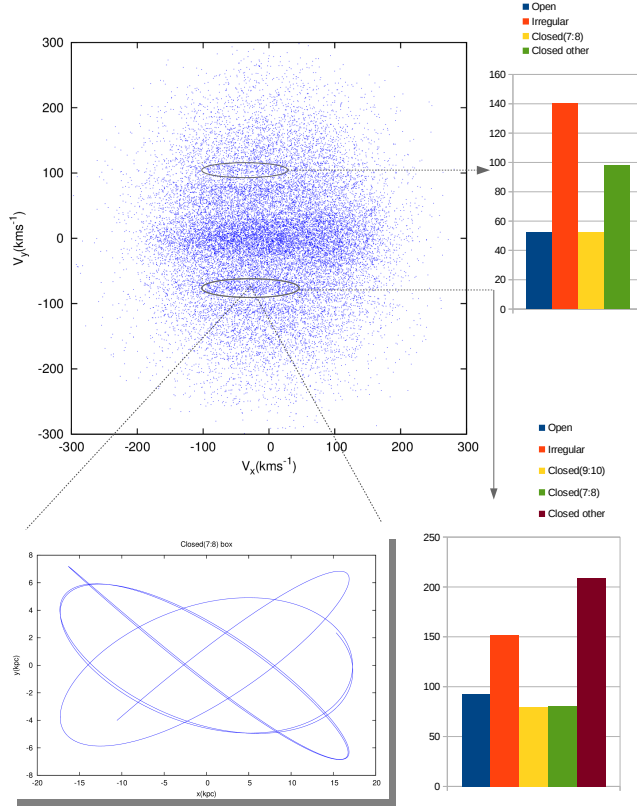 Open
Irregular
Closed(7:8)
Closed other
300
200
100
0
-100
-200
-300
-300 -200 -100 0 100 200 300
Vy(kms-1)
Vx(kms-1)
160
140
120
100
80
60
40
20
0
Open
Irregular
Closed(9:10)
Closed(7:8)
Closed other
Closed(7:8) box
8
6
4
2
0
-2
-4
-6
-8
-20 -15 -10 -5 0 5 10 15 20
y(kpc)
x(kpc)
250
200
150
100
50
0